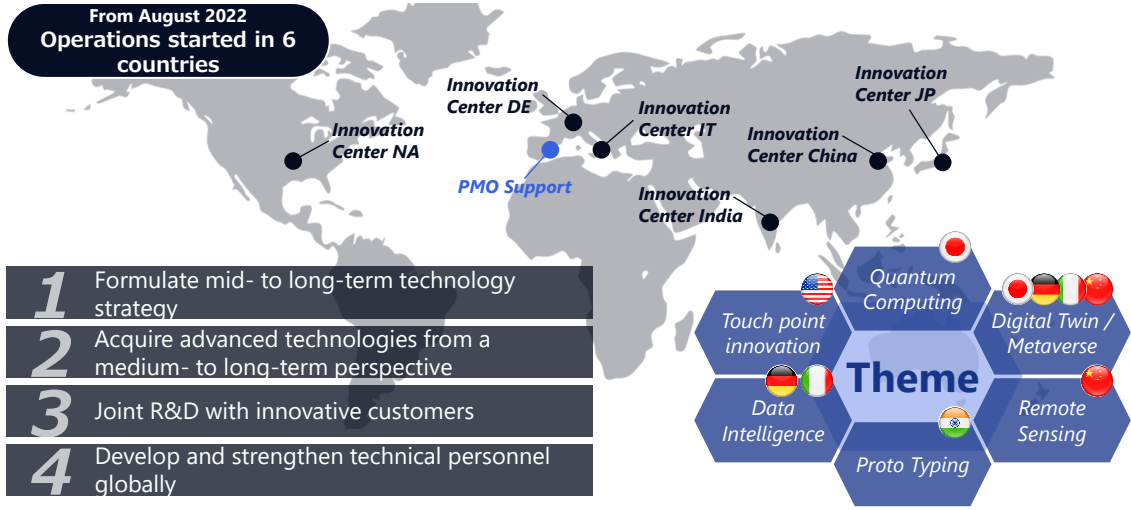 From August 2022
Operations started in 6
countries
Innovation
Center NA
Innovation
Center DE
PMO Support
Innovation
Center IT
Innovation
Center India
Innovation
Center China
Innovation
Center JP
1
Formulate mid- to long-term technology
strategy
2
Acquire advanced technologies from a
medium- to long-term perspective
3
Joint R&D with innovative customers
4
Develop and strengthen technical personnel
globally
Theme
Quantum
Computing
Touch point
innovation
Digital Twin /
Metaverse
Data
Intelligence
Remote
Sensing
Proto Typing